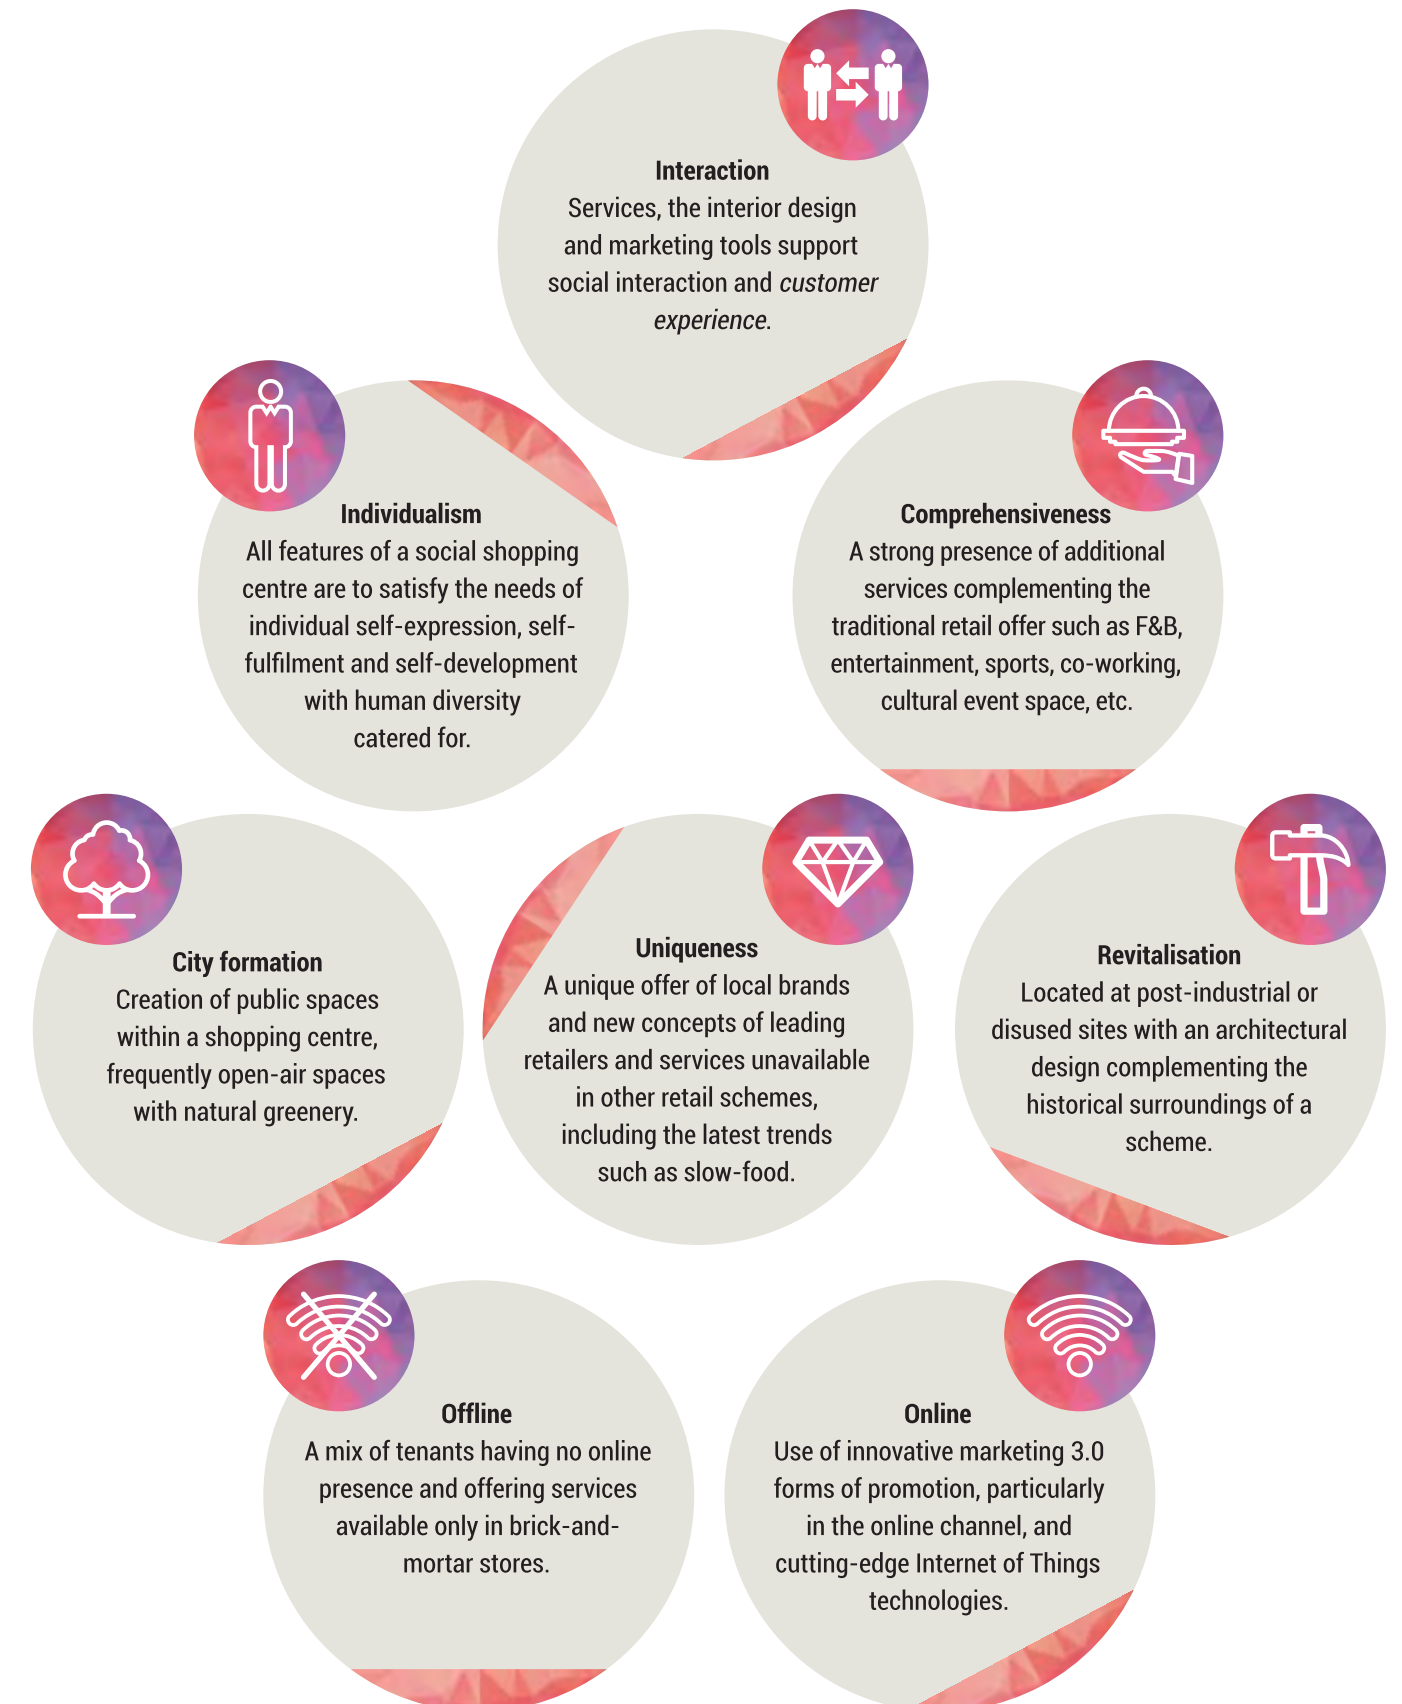 Interaction
Services, the interior design
and marketing tools support
social interaction and customer
experience.
Individualism
All features of a social shopping
centre are to satisfy the needs of
individual self-expression, self-
fulfilment and self-development
with human diversity
catered for.
Comprehensiveness
A strong presence of additional
services complementing the
traditional retail offer such as F&B,
entertainment, sports, co-working,
cultural event space, etc.
City formation
Creation of public spaces
within a shopping centre,
frequently open-air spaces
with natural greenery.
Uniqueness
A unique offer of local brands
and new concepts of leading
retailers and services unavailable
in other retail schemes,
including the latest trends
such as slow-food.
Revitalisation
Located at post-industrial or
disused sites with an architectural
design complementing the
historical surroundings of a
scheme.
Offline
A mix of tenants having no online
presence and offering services
available only in brick-and-
mortar stores.
Online
Use of innovative marketing 3.0
forms of promotion, particularly
in the online channel, and
cutting-edge Internet of Things
technologies.